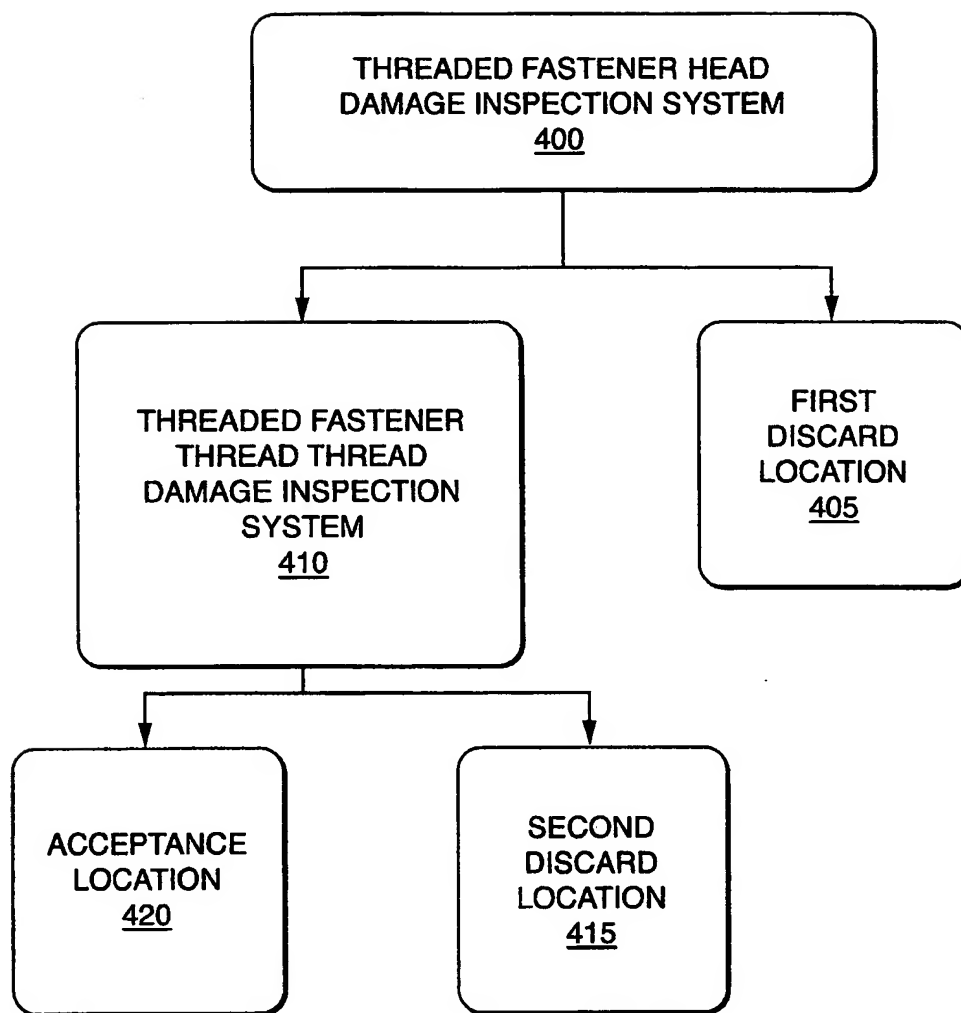 THREADED FASTENER HEAD
DAMAGE INSPECTION SYSTEM
400
THREADED FASTENER
THREAD THREAD
DAMAGE INSPECTION
SYSTEM
410
FIRST
DISCARD
LOCATION
405
ACCEPTANCE
LOCATION
420
SECOND
DISCARD
LOCATION
415